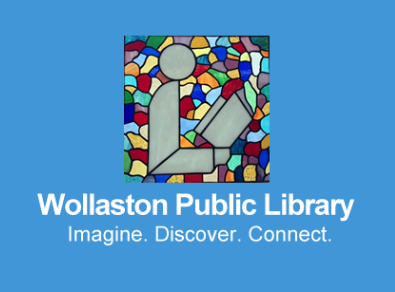 Wollaston Public Library
Imagine. Discover. Connect.